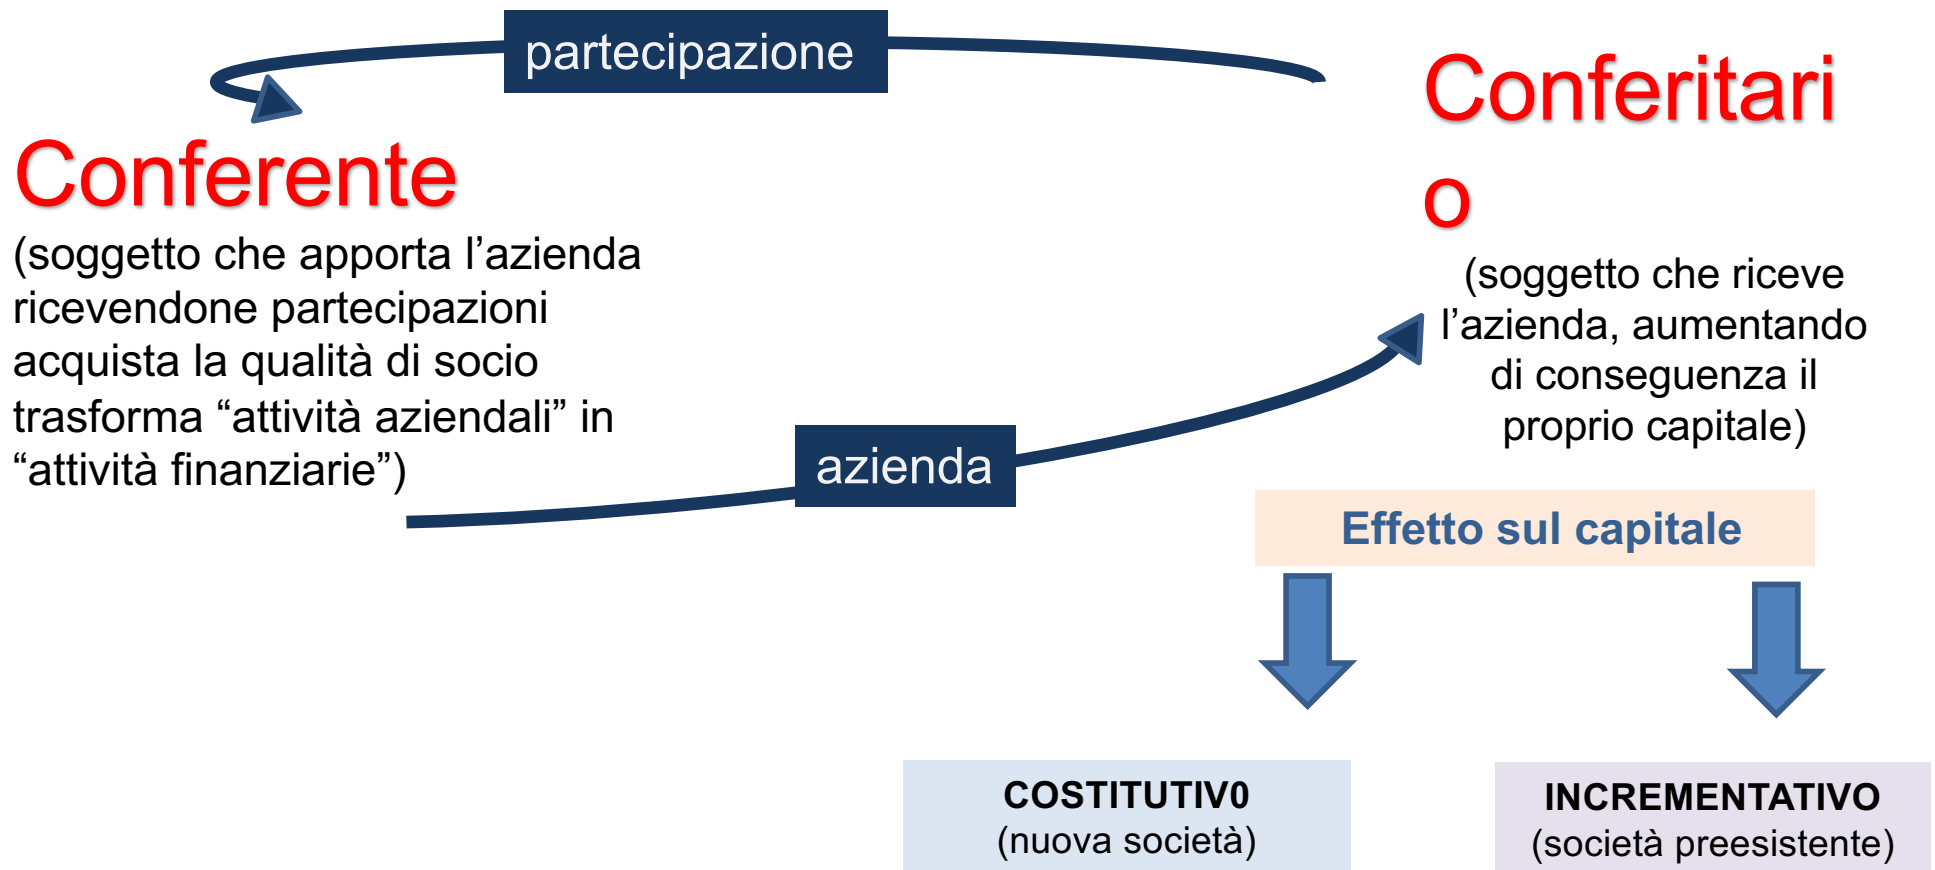 partecipazione
Conferente
(soggetto che apporta l’azienda
ricevendone partecipazioni
acquista la qualità di socio
trasforma “attività aziendali” in
“attività finanziarie”)
azienda
Conferitari
o
(soggetto che riceve
l’azienda, aumentando
di conseguenza il
proprio capitale)
Effetto sul capitale
COSTITUTIV0
(nuova società)
INCREMENTATIVO
(società preesistente)